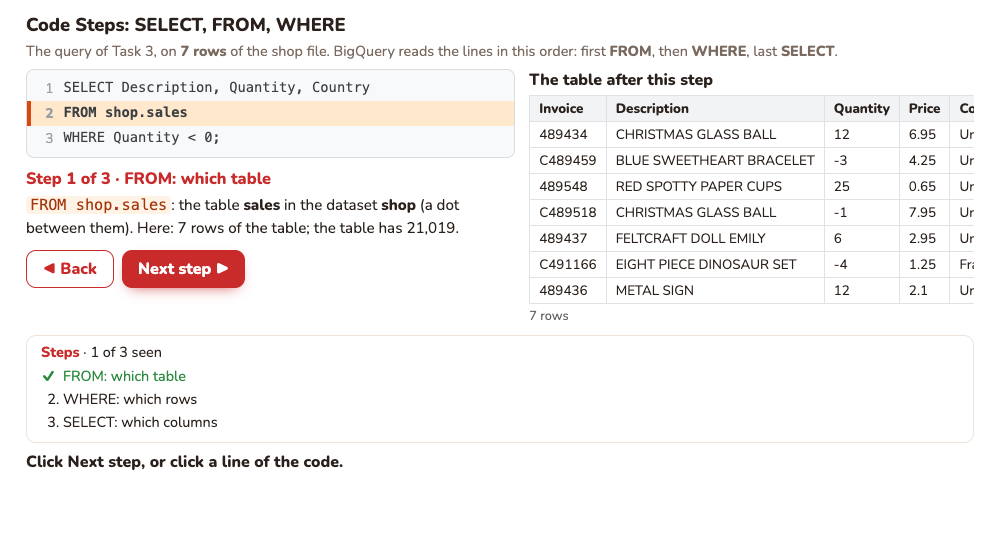 Code Steps: SELECT, FROM, WHERE
The query of Task 3, on 7 rows of the shop file. BigQuery reads the lines in this order: first FROM, then WHERE, last SELECT.
1 SELECT Description, Quantity, Country
2 FROM shop.sales
3 WHERE Quantity < 0;
Step 1 of 3 · FROM: which table
FROM shop.sales: the table sales in the dataset shop (a dot
between them). Here: 7 rows of the table; the table has 21,019.
◄ Back
Next step ►
The table after this step
Invoice Description Quantity Price Co
489434 CHRISTMAS GLASS BALL 12 6.95 Un
C489459 BLUE SWEETHEART BRACELET -3 4.25 Un
489548 RED SPOTTY PAPER CUPS 25 0.65 Un
C489518 CHRISTMAS GLASS BALL -1 7.95 Un
489437 FELTCRAFT DOLL EMILY 6 2.95 Un
C491166 EIGHT PIECE DINOSAUR SET -4 1.25 Fra
489436 METAL SIGN 12 2.1 Un
7 rows
Steps · 1 of 3 seen
✓ FROM: which table
2. WHERE: which rows
3. SELECT: which columns
Click Next step, or click a line of the code.